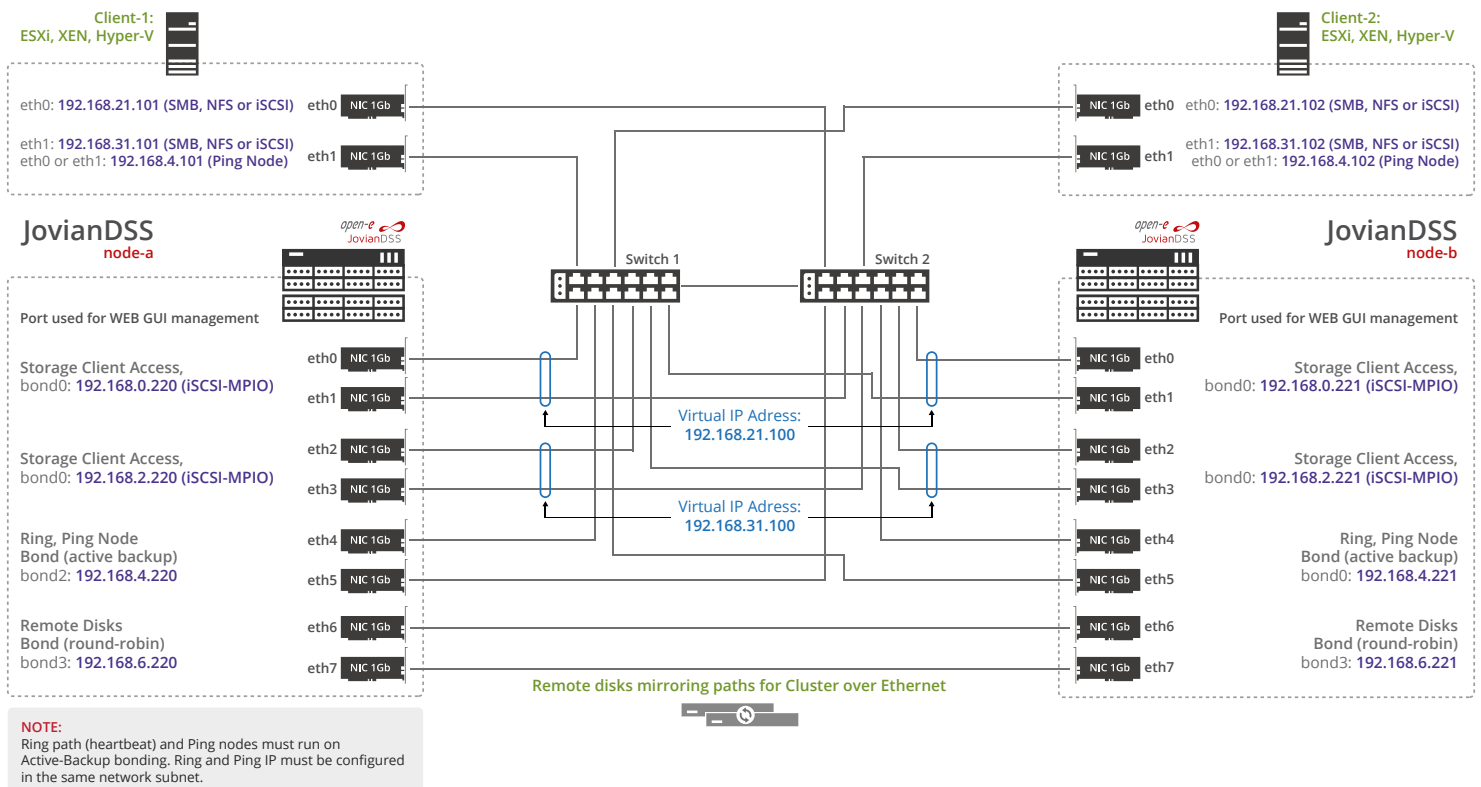 Client-1:
ESXi, XEN, Hyper-V
eth0: 192.168.21.101 (SMB, NFS or iSCSI)
eth0
NIC 1Gb
eth1: 192.168.31.101 (SMB, NFS or iSCSI)
eth0 or eth1: 192.168.4.101 (Ping Node)
eth1
NIC 1Gb
Client-2:
ESXi, XEN, Hyper-V
NIC 1Gb
eth0
eth0: 192.168.21.102 (SMB, NFS or iSCSI)
NIC 1Gb
eth1
eth1: 192.168.31.102 (SMB, NFS or iSCSI)
eth0 or eth1: 192.168.4.102 (Ping Node)
JovianDSS
node-a
open-e
JovianDSS
Port used for WEB GUI management
Storage Client Access,
bond0: 192.168.0.220 (iSCSI-MPIO)
eth0
NIC 1Gb
eth1
NIC 1Gb
Storage Client Access,
bond0: 192.168.2.220 (iSCSI-MPIO)
eth2
NIC 1Gb
eth3
NIC 1Gb
Ring, Ping Node
Bond (active backup)
bond2: 192.168.4.220
eth4
NIC 1Gb
eth5
NIC 1Gb
Remote Disks
Bond (round-robin)
bond3: 192.168.6.220
eth6
NIC 1Gb
eth7
NIC 1Gb
Switch 1
Switch 2
Virtual IP Adress:
192.168.21.100
Virtual IP Adress:
192.168.31.100
Remote disks mirroring paths for Cluster over Ethernet
open-e
JovianDSS
JovianDSS
node-b
Port used for WEB GUI management
NIC 1Gb
eth0
NIC 1Gb
eth1
Storage Client Access,
bond0: 192.168.0.221 (iSCSI-MPIO)
NIC 1Gb
eth2
NIC 1Gb
eth3
Storage Client Access,
bond0: 192.168.2.221 (iSCSI-MPIO)
NIC 1Gb
eth4
NIC 1Gb
eth5
Ring, Ping Node
Bond (active backup)
bond0: 192.168.4.221
NIC 1Gb
eth6
NIC 1Gb
eth7
Remote Disks
Bond (round-robin)
bond3: 192.168.6.221
NOTE:
Ring path (heartbeat) and Ping nodes must run on
Active-Backup bonding. Ring and Ping IP must be configured
in the same network subnet.